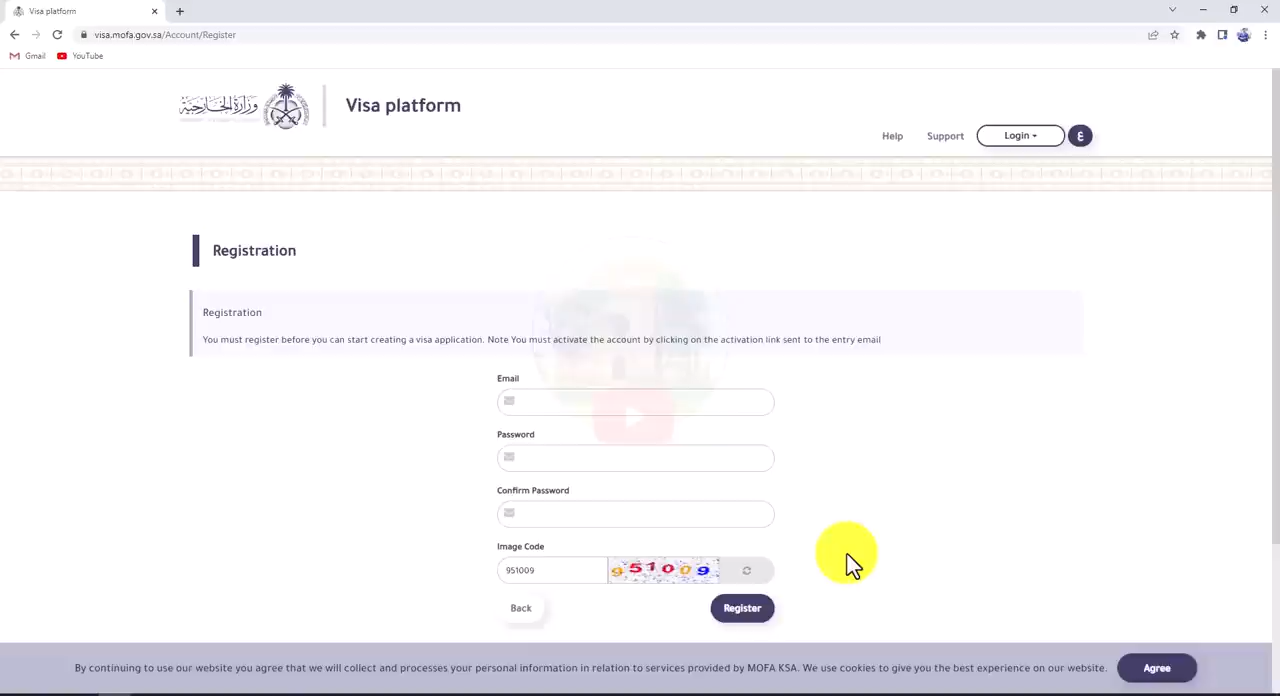 Visa platform
visa.mofa.gov.sa/Account/Register
Gmail
YouTube
وزارة الخارجية
Visa platform
Help
Support
Login
ع
Registration
Registration
You must register before you can start creating a visa application. Note You must activate the account by clicking on the activation link sent to the entry email
Email
Password
Confirm Password
Image Code
951009
951009
Back
Register
By continuing to use our website you agree that we will collect and processes your personal information in relation to services provided by MOFA KSA. We use cookies to give you the best experience on our website.
Agree